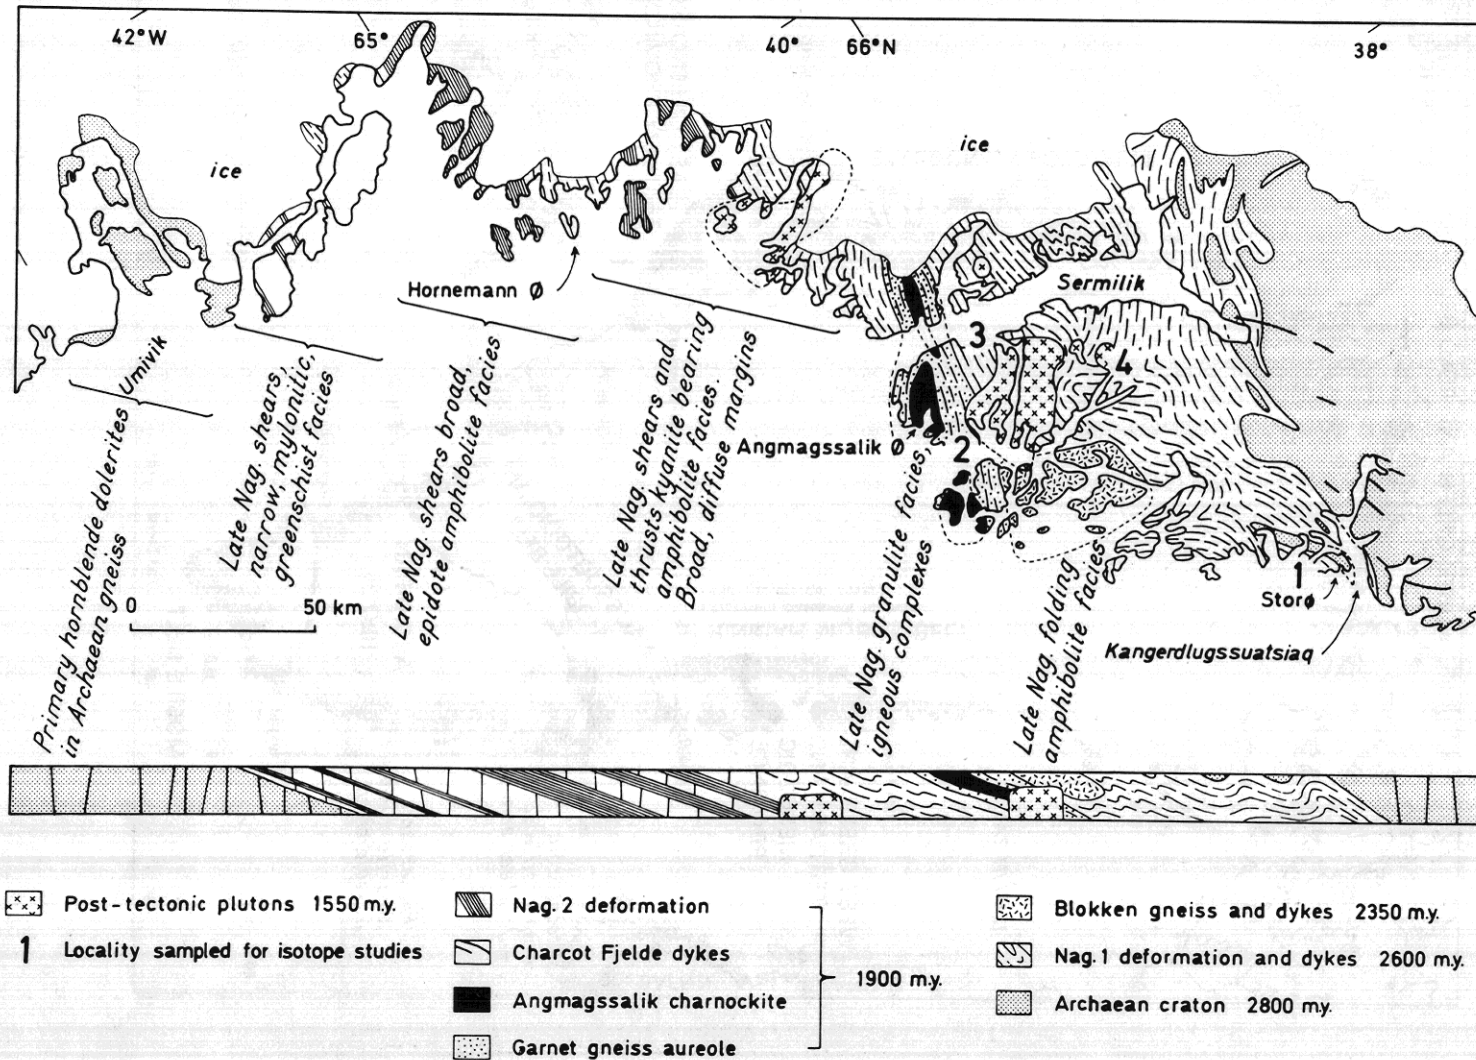 42°W
65°
40°
66°N
38°
ice
ice
Hornemann Ø
Sermilik
3
4
Umivik
Angmagssalik Ø
2
1
Storø
Kangerdlugssuatsiaq
Primary hornblende dolerites
in Archaean gneiss
Late Nag. shears,
narrow, mylonitic,
greenschist facies
Late Nag. shears broad
epidote amphibolite facies
Late Nag. shears and
thrusts kyanite bearing
amphibolite facies.
Broad, diffuse margins
Late Nag. granulite facies,
igneous complexes
Late Nag. folding
amphibolite facies
0 50 km
Post-tectonic plutons 1550 m.y.
1 Locality sampled for isotope studies
Nag. 2 deformation
Charcot Fjelde dykes
Angmagssalik charnockite
Garnet gneiss aureole
1900 m.y.
Blokken gneiss and dykes 2350 m.y.
Nag. 1 deformation and dykes 2600 m.y.
Archaean craton 2800 m.y.